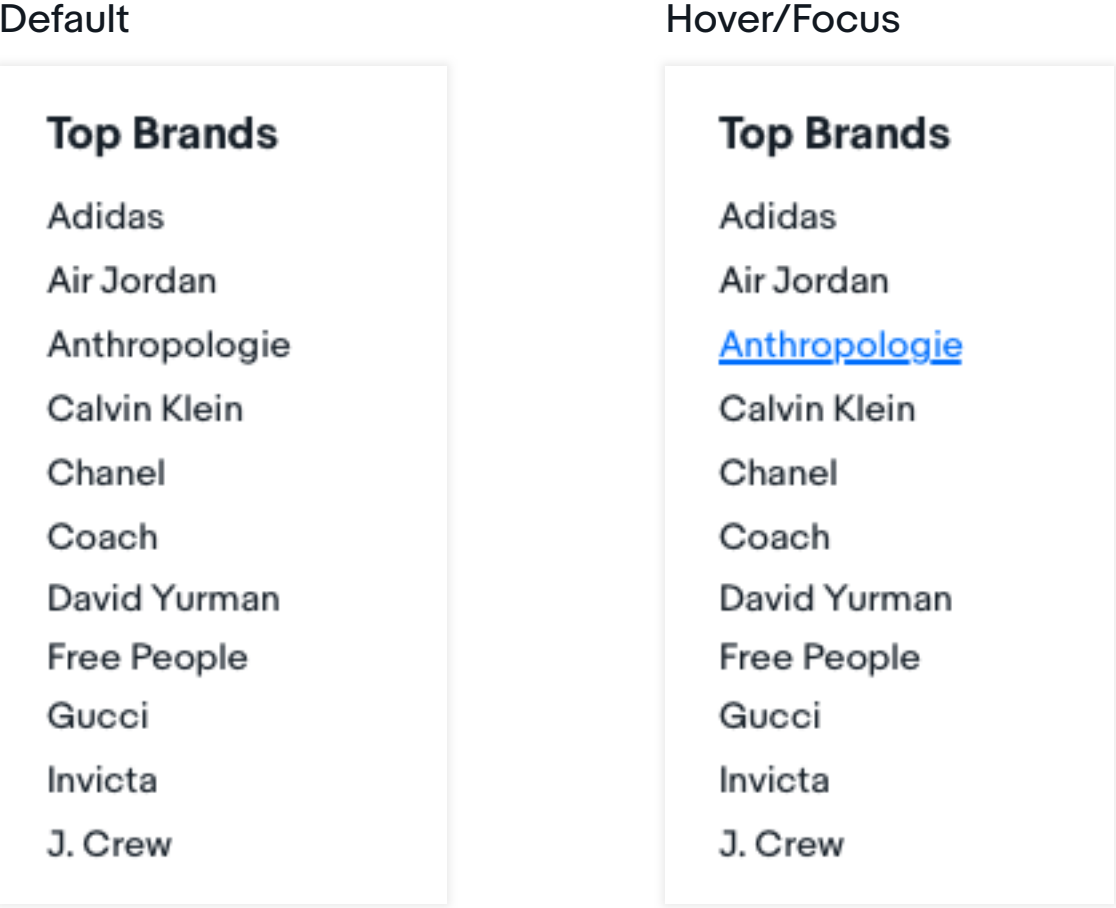 Default
Top Brands
Adidas
Air Jordan
Anthropologie
Calvin Klein
Chanel
Coach
David Yurman
Free People
Gucci
Invicta
J. Crew
Hover/Focus
Top Brands
Adidas
Air Jordan
Anthropologie
Calvin Klein
Chanel
Coach
David Yurman
Free People
Gucci
Invicta
J. Crew